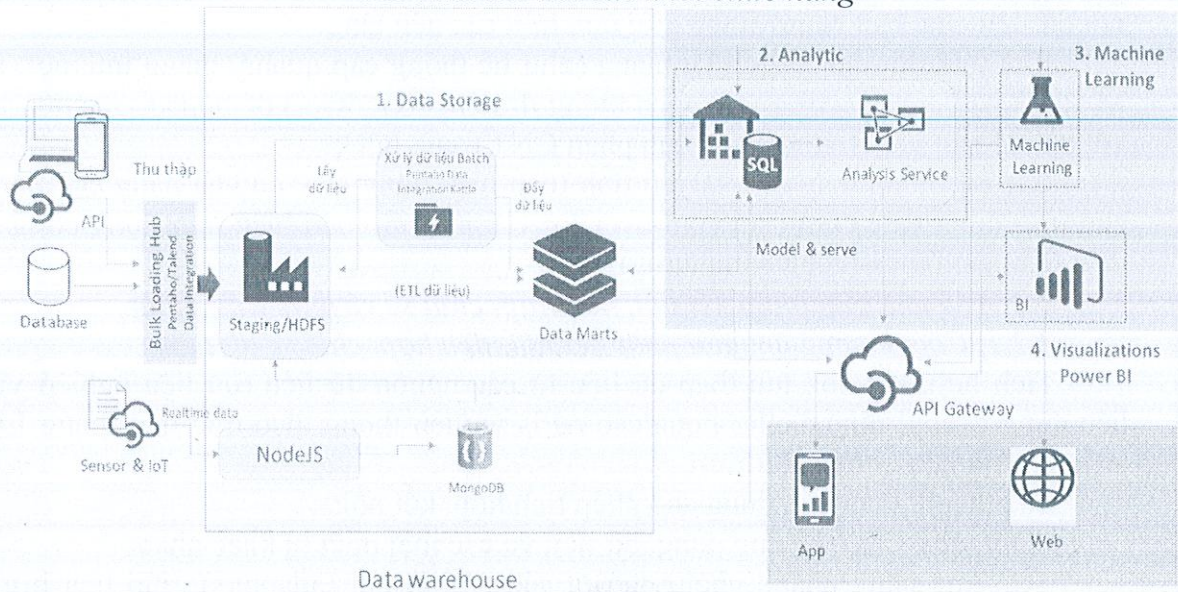 2. Analytic
3. Machine
Learning
1. Data Storage
Thu thập
Lấy
dữ liệu
Xử lý dữ liệu Batch
Pentaho Data
Integration Kettle
Đẩy
dữ liệu
SQL
Analysis Service
Machine
Learning
API
Bulk Loading Hub
Pentaho/Talend
Data Integration
Model & serve
BI
Database
Staging/HDFS
(ETL dữ liệu)
Data Marts
4. Visualizations
Power BI
API Gateway
Realtime data
Sensor & IoT
NodeJS
MongoDB
App
Web
Data warehouse